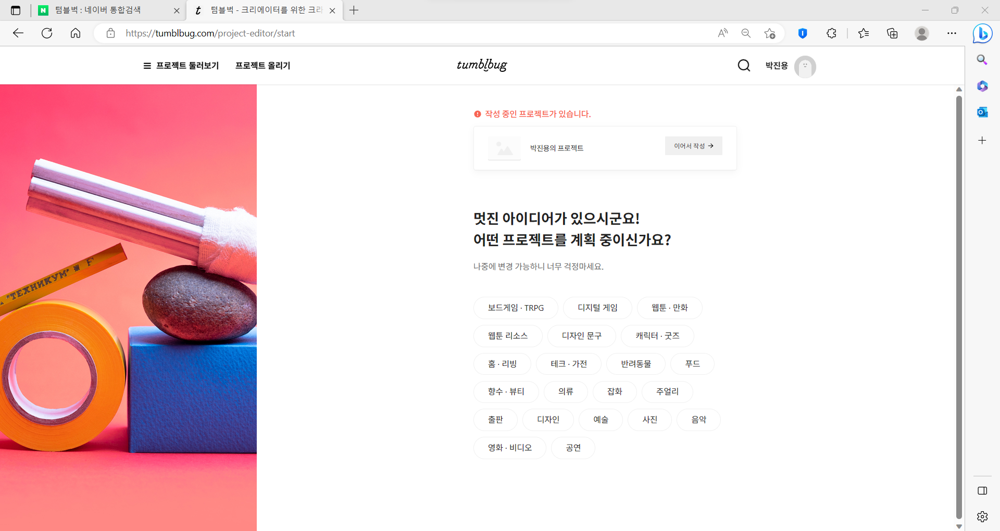 텀블벅 : 네이버 통합검색
텀블벅 - 크리에이터를 위한 크라
https://tumblbug.com/project-editor/start
프로젝트 둘러보기
프로젝트 올리기
tumblbug
박진용
작성 중인 프로젝트가 있습니다.
박진용의 프로젝트
이어서 작성 →
멋진 아이디어가 있으시군요!
어떤 프로젝트를 계획 중이신가요?
나중에 변경 가능하니 너무 걱정마세요.
보드게임 · TRPG
디지털 게임
웹툰 · 만화
웹툰 리소스
디자인 문구
캐릭터 · 굿즈
홈 · 리빙
테크 · 가전
반려동물
푸드
향수 · 뷰티
의류
잡화
주얼리
출판
디자인
예술
사진
음악
영화 · 비디오
공연
"ТЕХНИКУМ" F